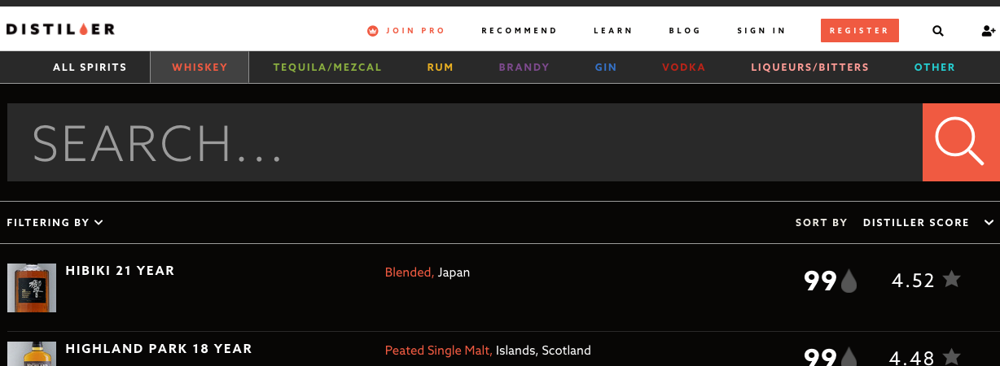 DISTILLER
JOIN PRO RECOMMEND LEARN BLOG SIGN IN REGISTER
ALL SPIRITS WHISKEY TEQUILA/MEZCAL RUM BRANDY GIN VODKA LIQUEURS/BITTERS OTHER
SEARCH...
FILTERING BY SORT BY DISTILLER SCORE
HIBIKI 21 YEAR Blended, Japan 99 4.52
HIGHLAND PARK 18 YEAR Peated Single Malt, Islands, Scotland 99 4.48